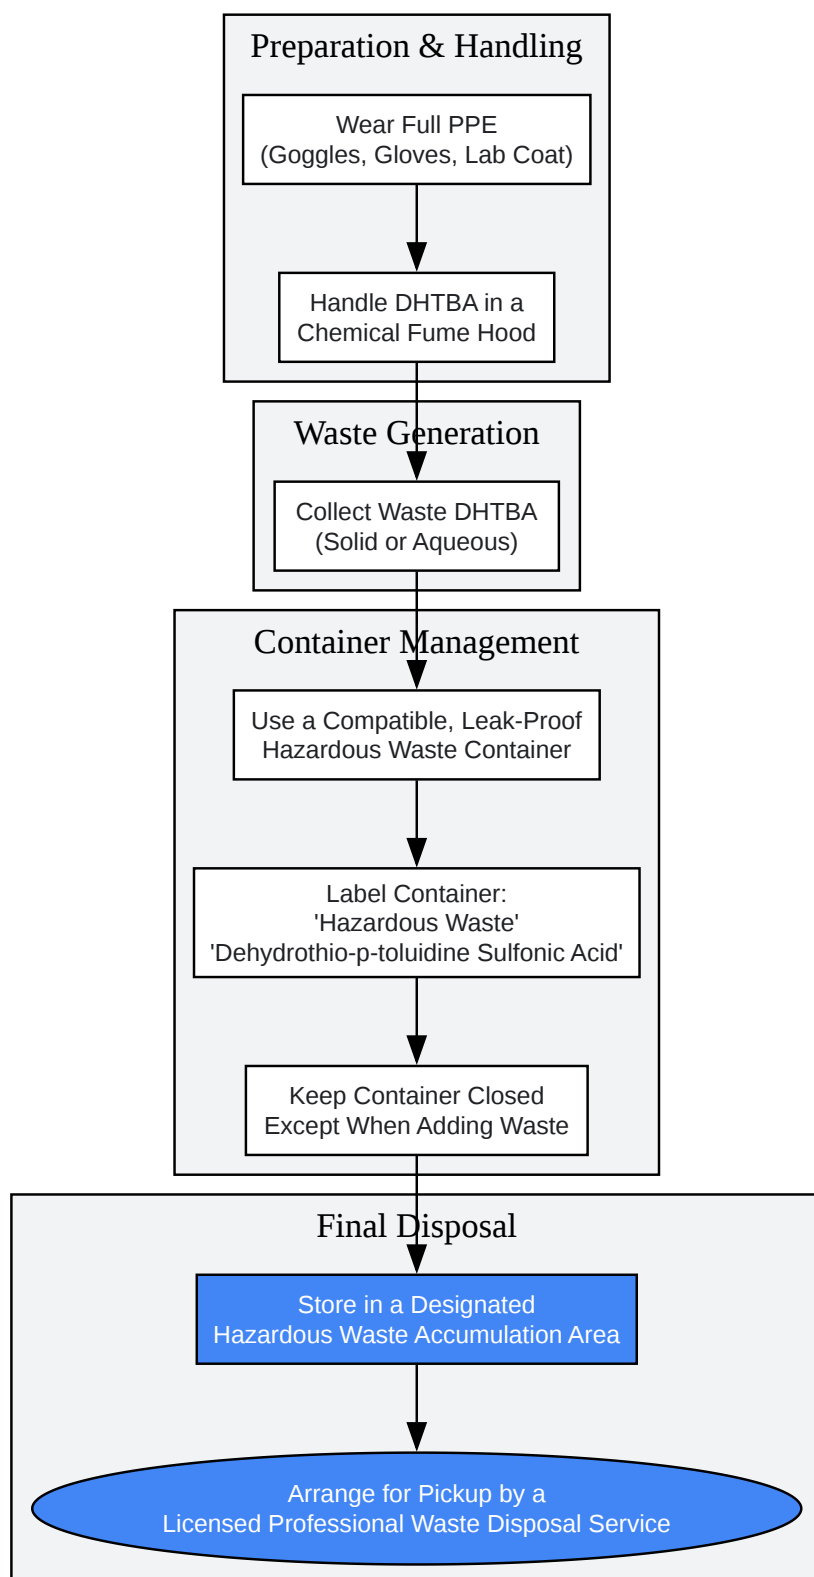 Preparation & Handling
Wear Full PPE
(Goggles, Gloves, Lab Coat)
Handle DHTBA in a
Chemical Fume Hood
Waste Generation
Collect Waste DHTBA
(Solid or Aqueous)
Container Management
Use a Compatible, Leak-Proof
Hazardous Waste Container
Label Container:
'Hazardous Waste'
'Dehydrothio-p-toluidine Sulfonic Acid'
Keep Container Closed
Except When Adding Waste
Final Disposal
Store in a Designated
Hazardous Waste Accumulation Area
Arrange for Pickup by a
Licensed Professional Waste Disposal Service